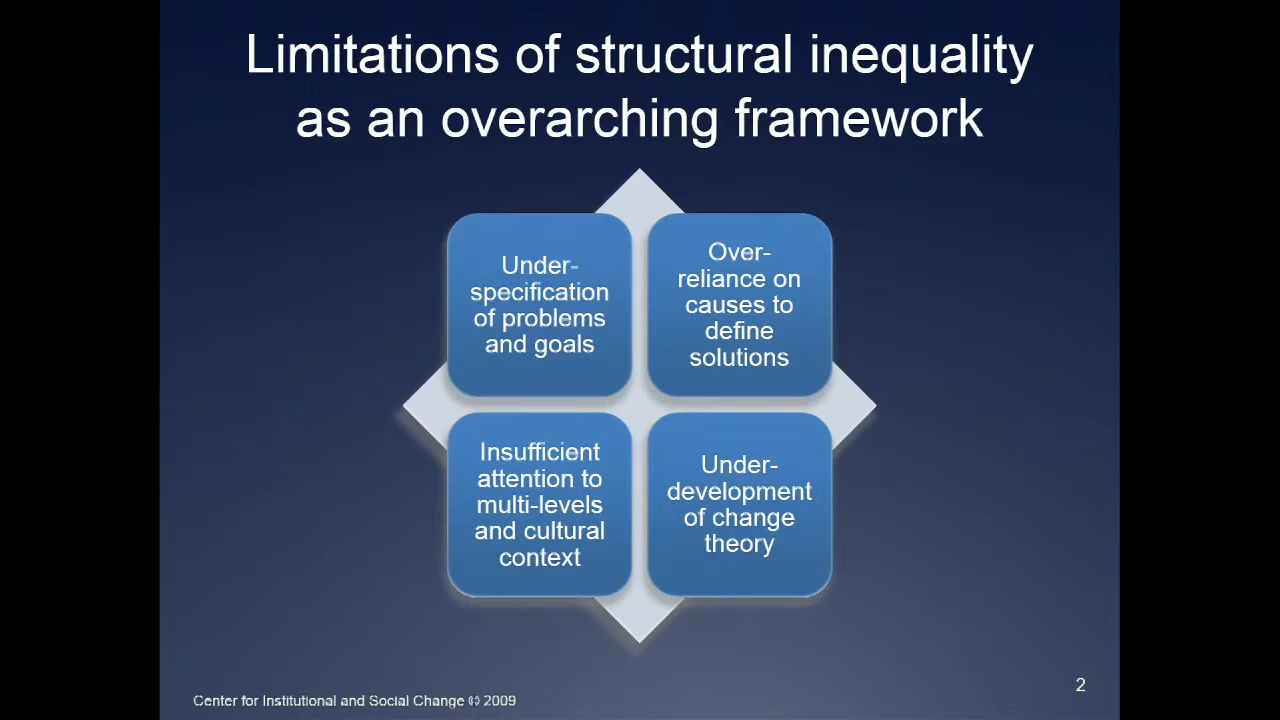 Limitations of structural inequality
as an overarching framework
Under-
specification
of problems
and goals
Over-
reliance on
causes to
define
solutions
Insufficient
attention to
multi-levels
and cultural
context
Under-
development
of change
theory
Center for Institutional and Social Change © 2009
2